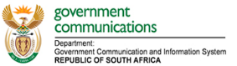 government
communications
Department:
Government Communication and Information System
REPUBLIC OF SOUTH AFRICA